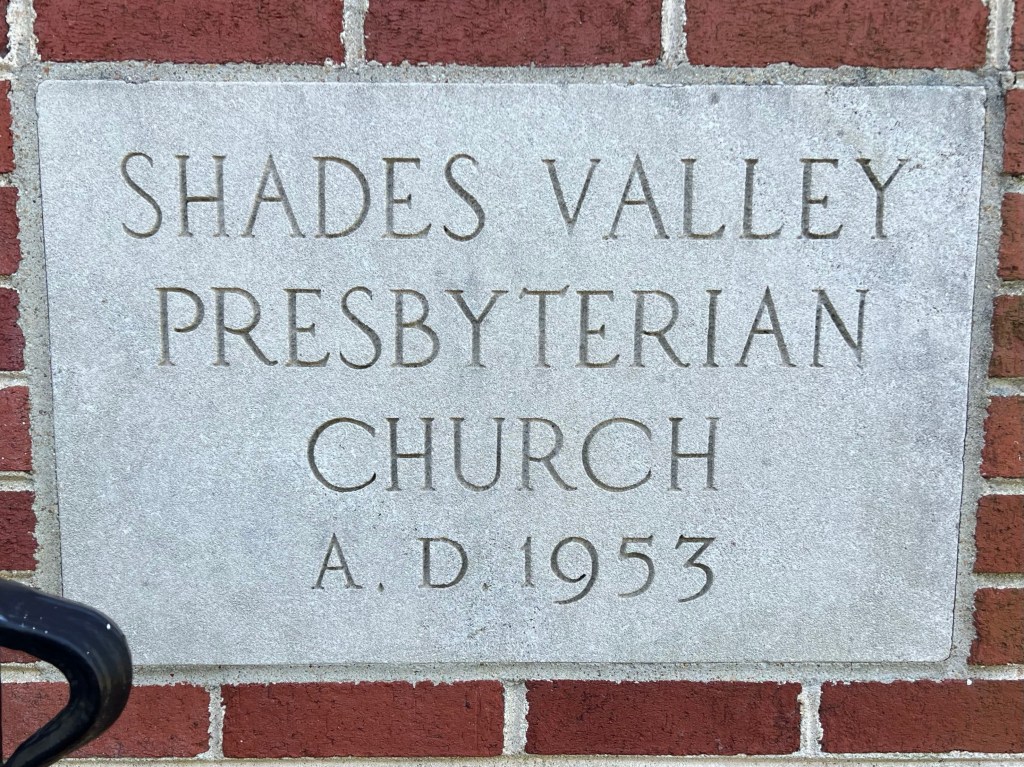 SHADES VALLEY
PRESBYTERIAN
CHURCH
A. D. 1953